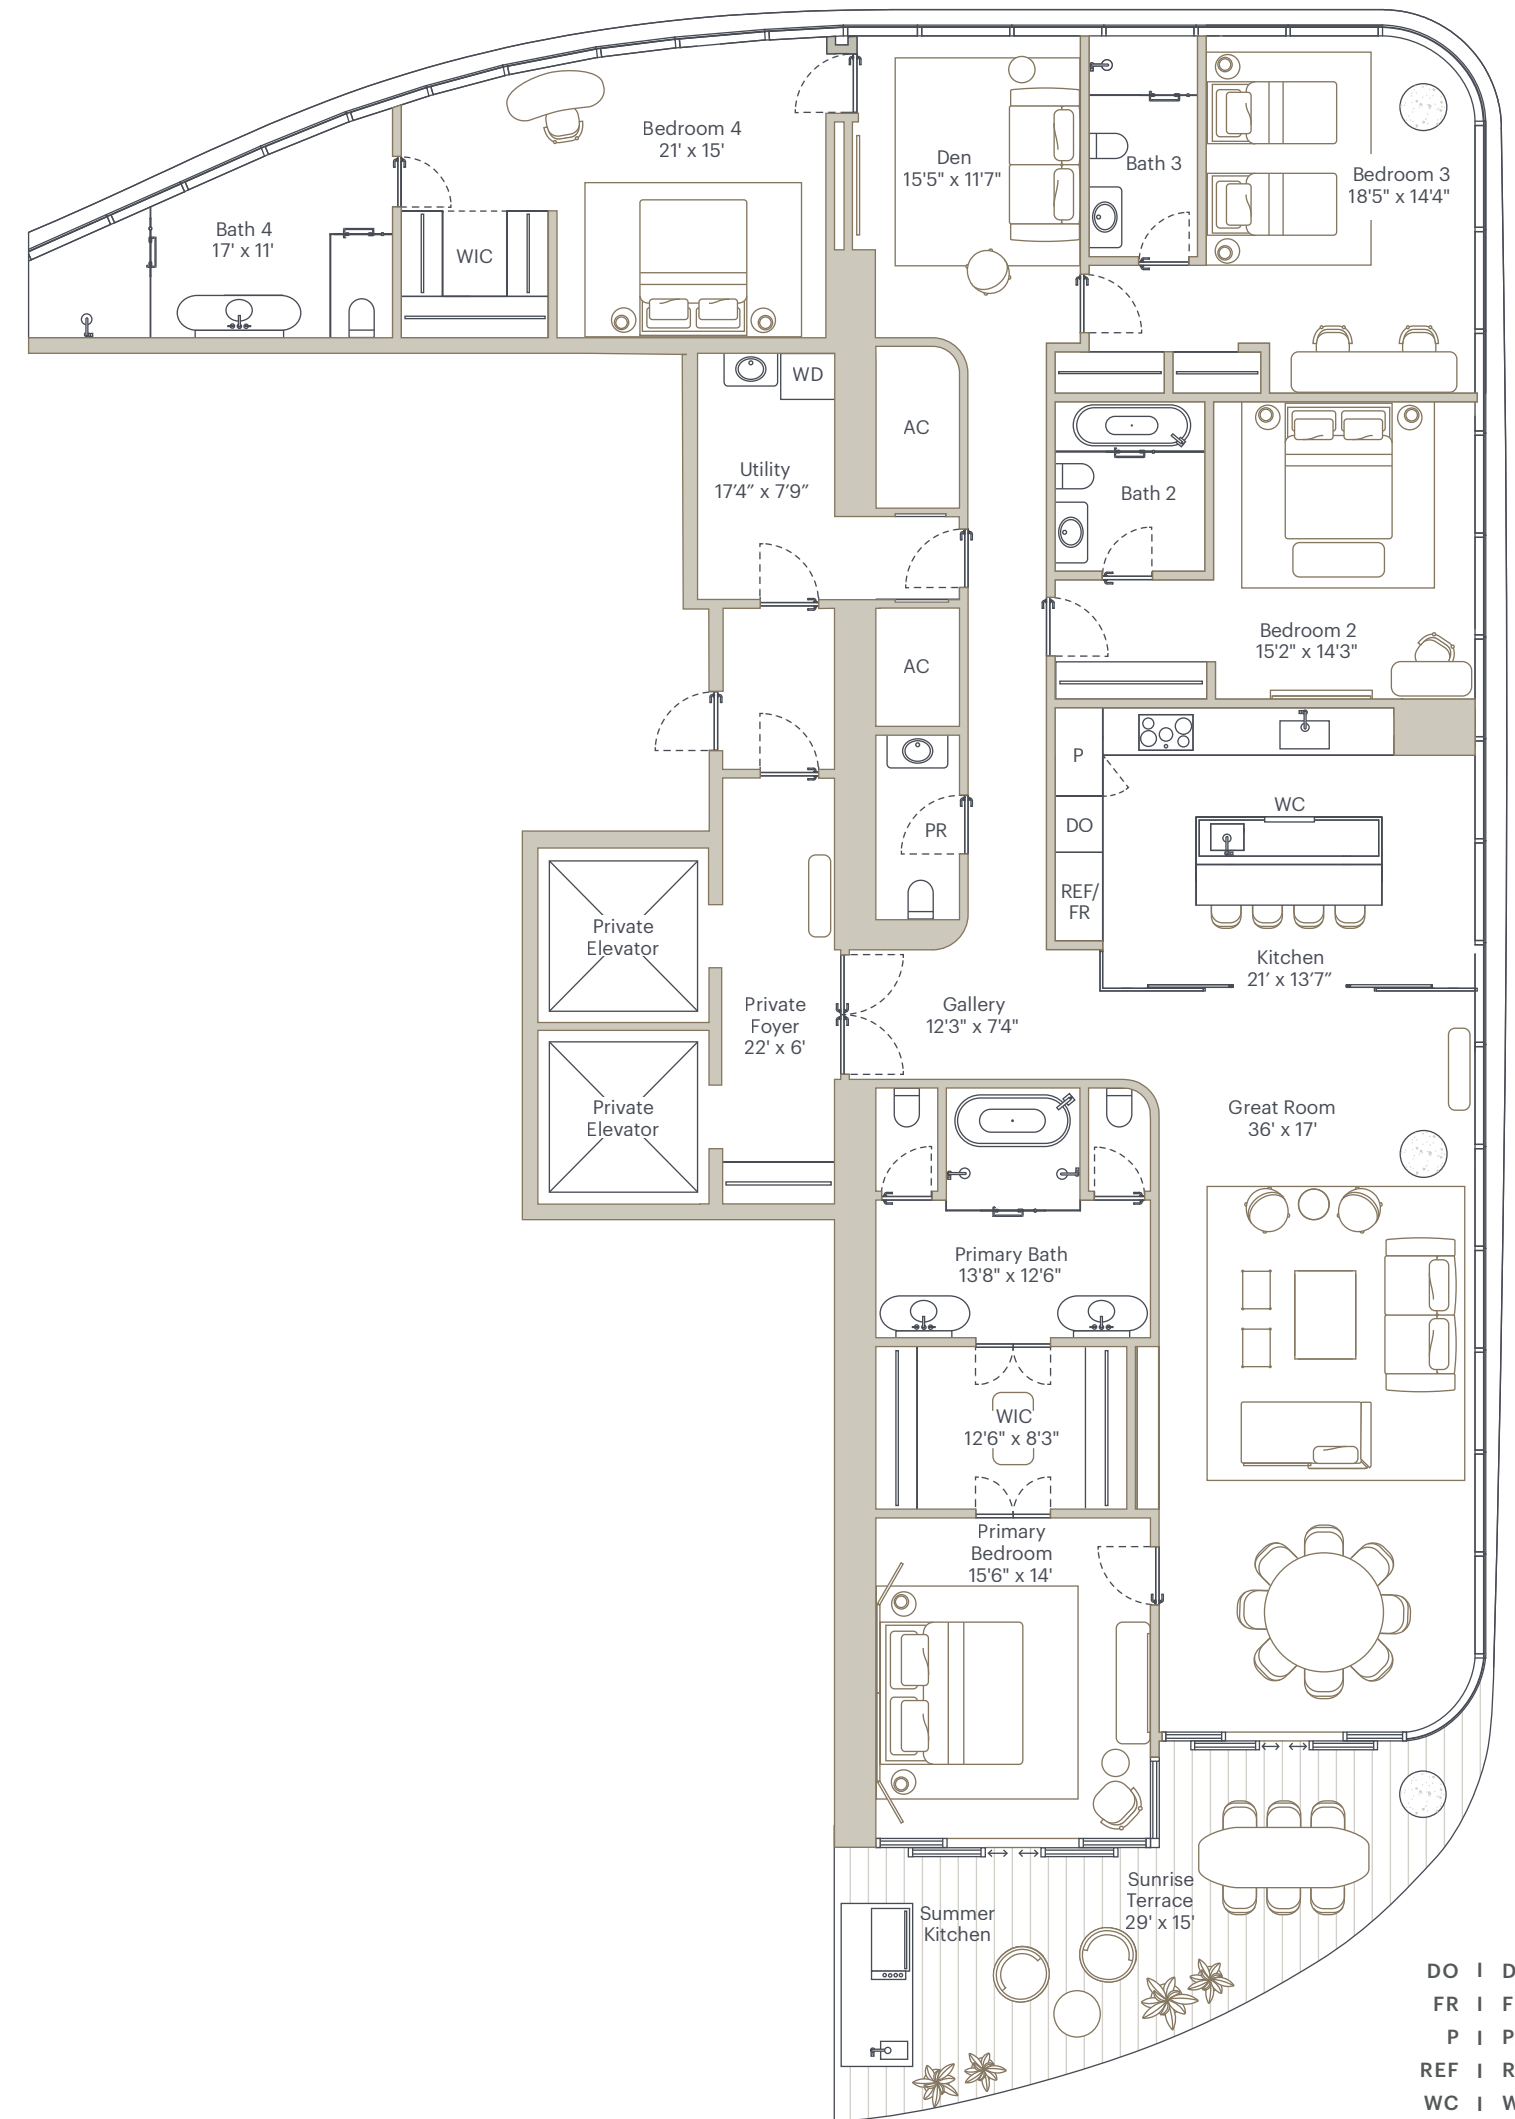 Bedroom 4
21' x 15'
Den
15'5" x 11'7"
Bath 3
Bedroom 3
18'5" x 14'4"
Bath 4
17' x 11'
WIC
WD
AC
Utility
17'4" x 7'9"
Bath 2
Bedroom 2
15'2" x 14'3"
AC
P
WC
DO
PR
REF/
FR
Private
Elevator
Kitchen
21' x 13'7"
Private
Foyer
22' x 6'
Gallery
12'3" x 7'4"
Private
Elevator
Great Room
36' x 17'
Primary Bath
13'8" x 12'6"
WIC
12'6" x 8'3"
Primary
Bedroom
15'6" x 14'
Sunrise
Terrace
29' x 15'
Summer
Kitchen
DO | D
FR | F
P | P
REF | R
WC | W